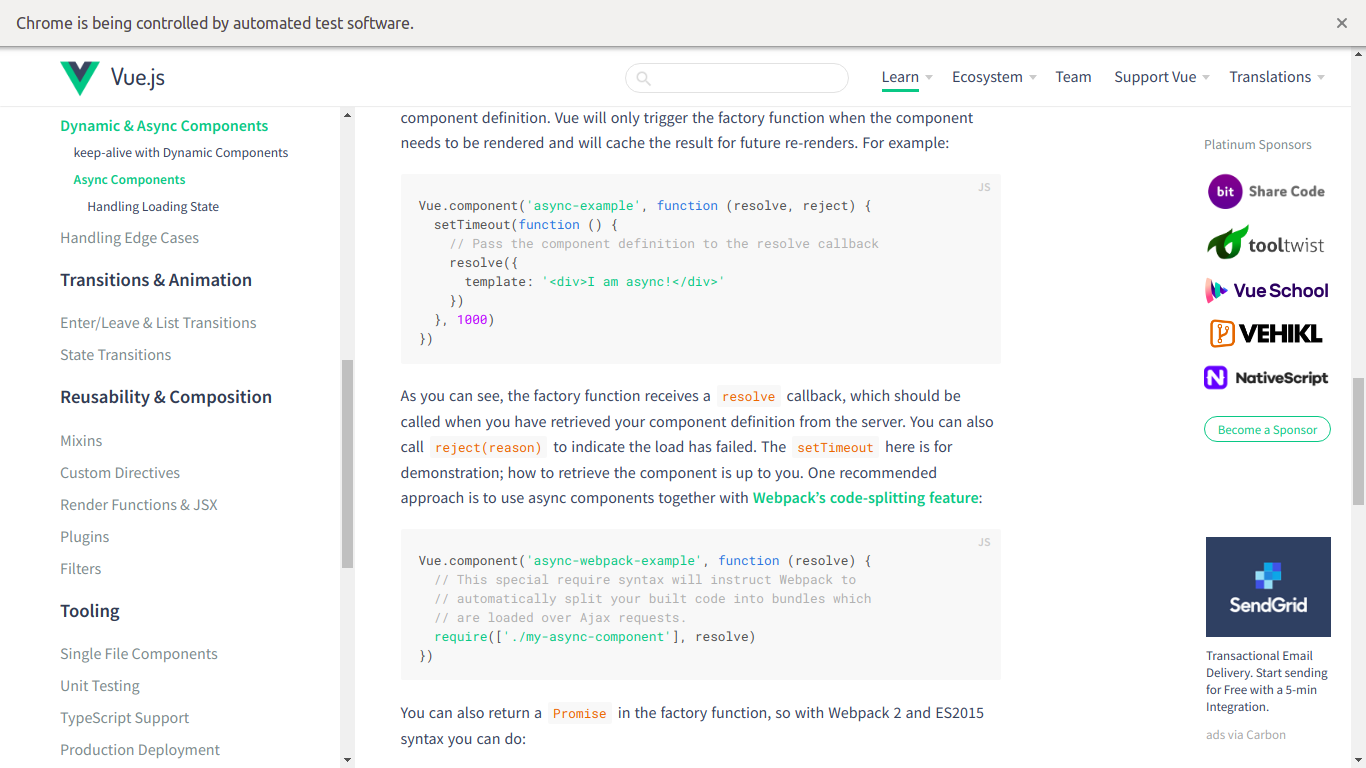 Chrome is being controlled by automated test software.
Vue.js
Learn
Ecosystem
Team
Support Vue
Translations
Dynamic & Async Components
keep-alive with Dynamic Components
Async Components
Handling Loading State
Handling Edge Cases
Transitions & Animation
Enter/Leave & List Transitions
State Transitions
Reusability & Composition
Mixins
Custom Directives
Render Functions & JSX
Plugins
Filters
Tooling
Single File Components
Unit Testing
TypeScript Support
Production Deployment
component definition. Vue will only trigger the factory function when the component
needs to be rendered and will cache the result for future re-renders. For example:
JS
Vue.component('async-example', function (resolve, reject) {
  setTimeout(function () {
    // Pass the component definition to the resolve callback
    resolve({
      template: '<div>I am async!</div>'
    })
  }, 1000)
})
As you can see, the factory function receives a resolve callback, which should be
called when you have retrieved your component definition from the server. You can also
call reject(reason) to indicate the load has failed. The setTimeout here is for
demonstration; how to retrieve the component is up to you. One recommended
approach is to use async components together with Webpack’s code-splitting feature:
JS
Vue.component('async-webpack-example', function (resolve) {
  // This special require syntax will instruct Webpack to
  // automatically split your built code into bundles which
  // are loaded over Ajax requests.
  require(['./my-async-component'], resolve)
})
You can also return a Promise in the factory function, so with Webpack 2 and ES2015
syntax you can do:
Platinum Sponsors
bit Share Code
tooltwist
Vue School
VEHIKL
NativeScript
Become a Sponsor
SendGrid
Transactional Email
Delivery. Start sending
for Free with a 5-min
Integration.
ads via Carbon